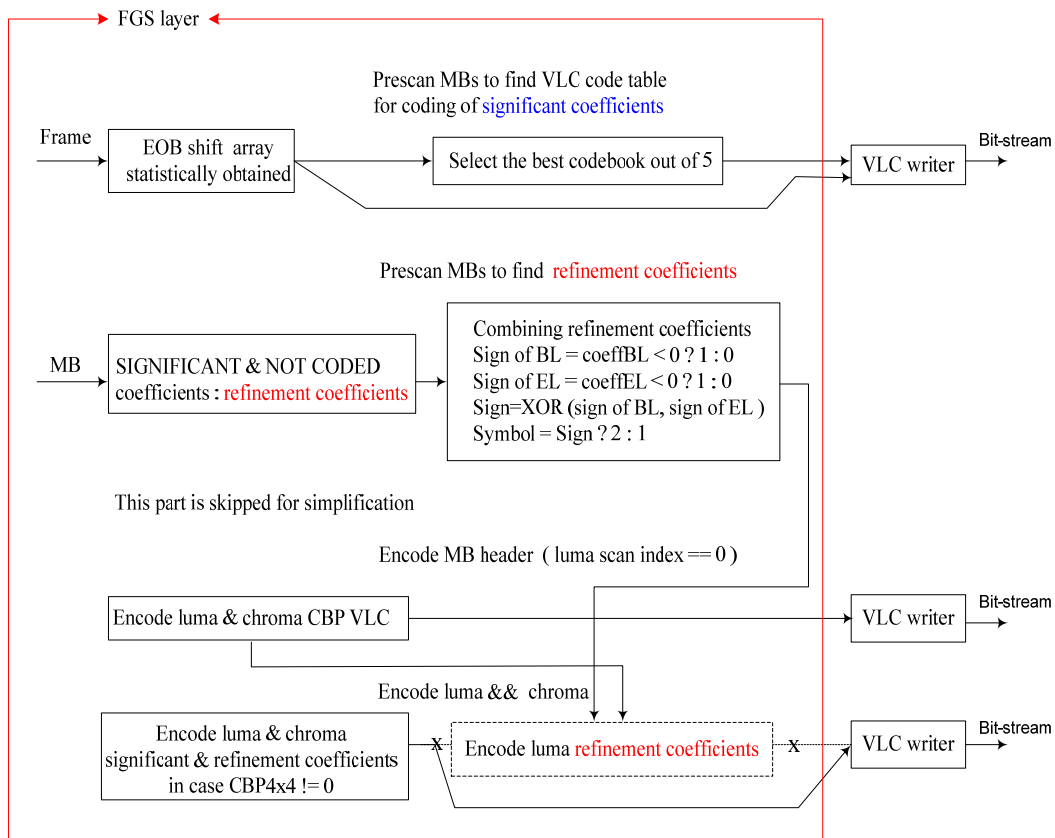 FGS layer
Prescan MBs to find VLC code table
for coding of significant coefficients
Frame
EOB shift array
statistically obtained
Select the best codebook out of 5
VLC writer
Bit-stream
Prescan MBs to find refinement coefficients
MB
SIGNIFICANT & NOT CODED
coefficients : refinement coefficients
Combining refinement coefficients
Sign of BL = coeffBL < 0 ? 1 : 0
Sign of EL = coeffEL < 0 ? 1 : 0
Sign=XOR (sign of BL, sign of EL )
Symbol = Sign ? 2 : 1
This part is skipped for simplification
Encode MB header ( luma scan index == 0 )
Encode luma & chroma CBP VLC
VLC writer
Bit-stream
Encode luma && chroma
Encode luma & chroma
significant & refinement coefficients
in case CBP4x4 != 0
x
Encode luma refinement coefficients
x
VLC writer
Bit-stream